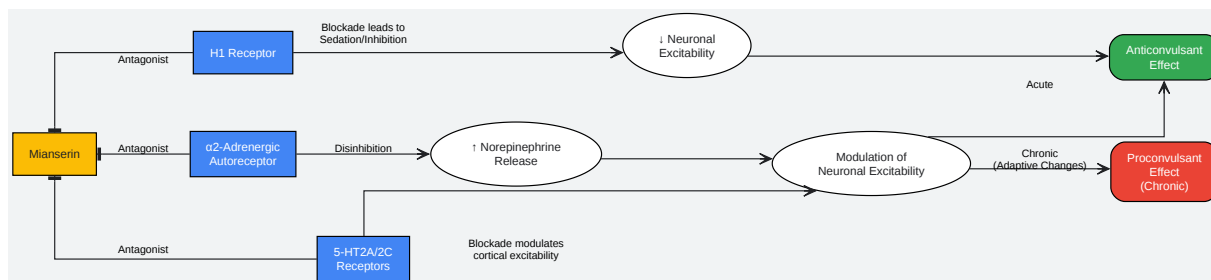 Blockade leads to
Sedation/Inhibition
H1 Receptor
Antagonist
↓ Neuronal
Excitability
Anticonvulsant
Effect
Acute
Mianserin
Antagonist
α2-Adrenergic
Autoreceptor
Disinhibition
↑ Norepinephrine
Release
Modulation of
Neuronal Excitability
Chronic
(Adaptive Changes)
Proconvulsant
Effect
(Chronic)
Antagonist
5-HT2A/2C
Receptors
Blockade modulates
cortical excitability